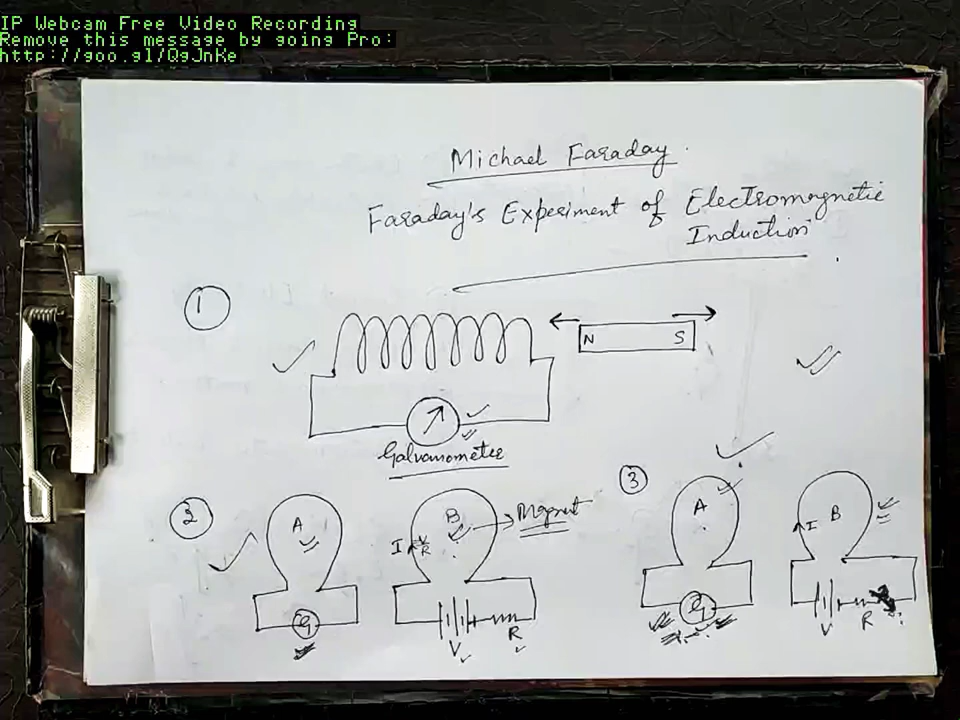 IP Webcam Free Video Recording
Remove this message by going Pro:
http://goo.gl/QgJnKe
Michael Faraday
Faraday's Experiment of Electromagnetic
Induction
1
N S
Galvanometer
2
A
B
Magnet
I
G
V
R
3
A
I B
G
V
R